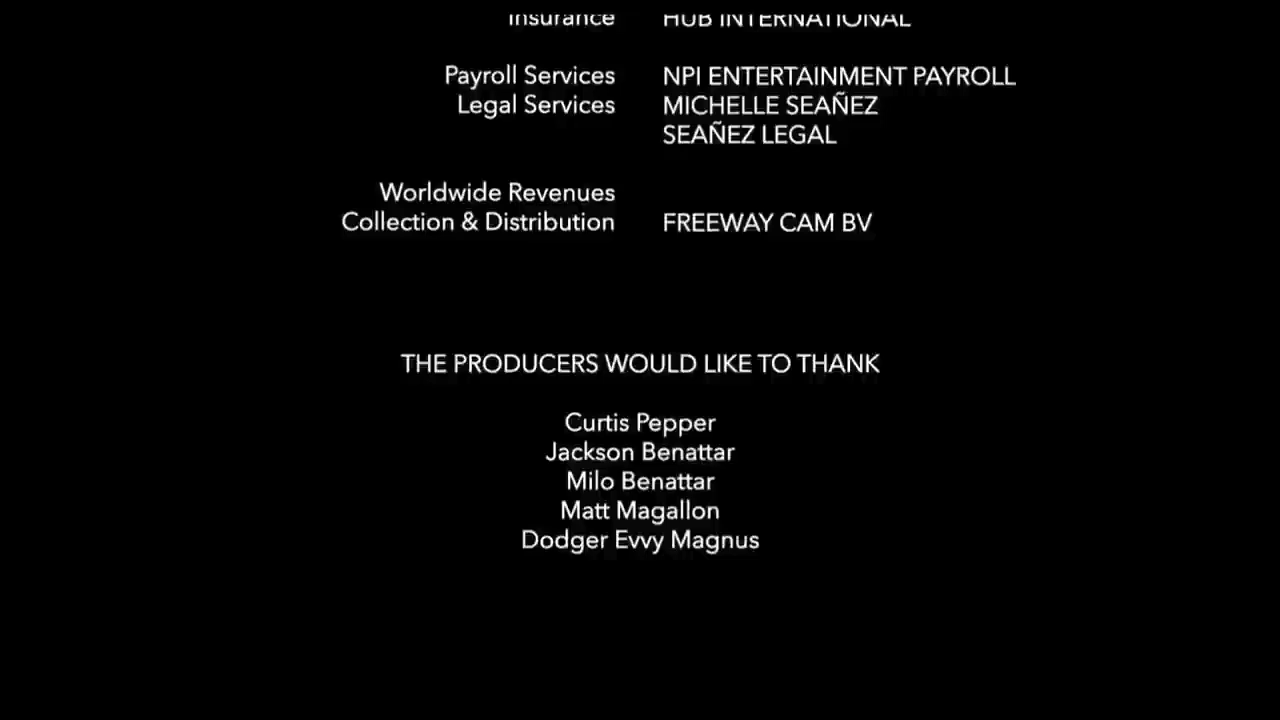 Insurance HUB INTERNATIONAL
Payroll Services NPI ENTERTAINMENT PAYROLL
Legal Services MICHELLE SEAÑEZ
SEAÑEZ LEGAL
Worldwide Revenues
Collection & Distribution FREEWAY CAM BV
THE PRODUCERS WOULD LIKE TO THANK
Curtis Pepper
Jackson Benattar
Milo Benattar
Matt Magallon
Dodger Evvy Magnus